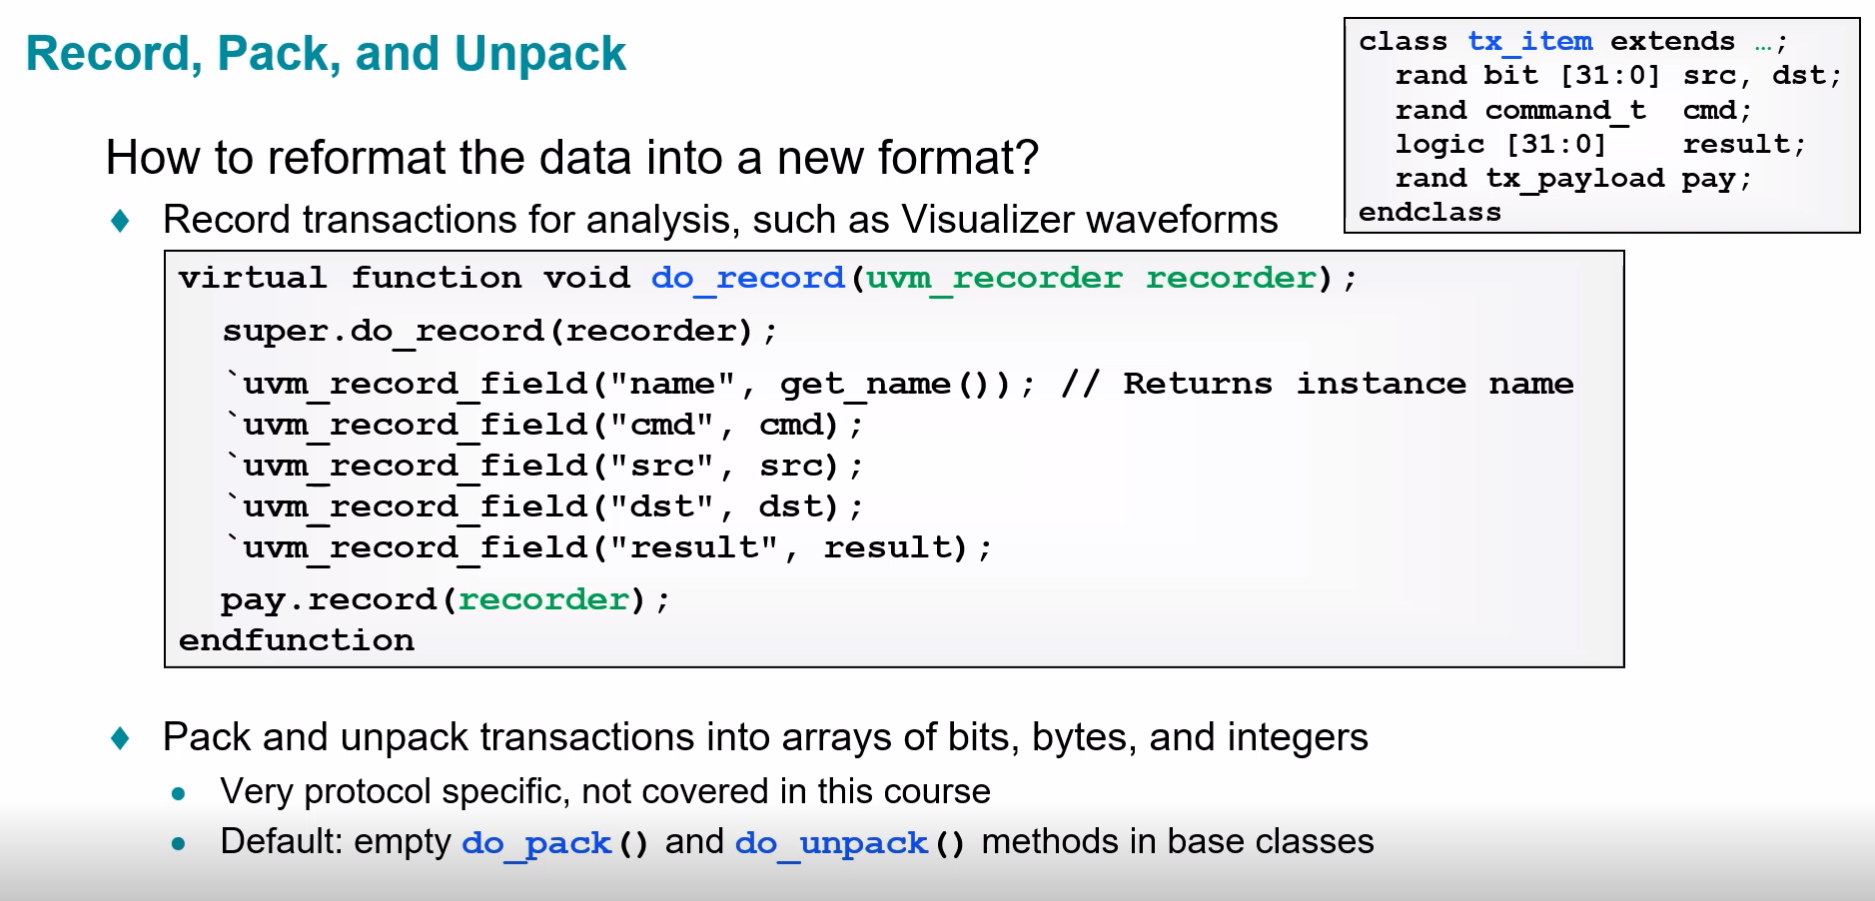 Record, Pack, and Unpack
class tx_item extends …;
rand bit [31:0] src, dst;
rand command_t cmd;
logic [31:0] result;
rand tx_payload pay;
endclass
How to reformat the data into a new format?
♦ Record transactions for analysis, such as Visualizer waveforms
virtual function void do_record(uvm_recorder recorder);
super.do_record(recorder);
`uvm_record_field("name", get_name()); // Returns instance name
`uvm_record_field("cmd", cmd);
`uvm_record_field("src", src);
`uvm_record_field("dst", dst);
`uvm_record_field("result", result);
pay.record(recorder);
endfunction
♦ Pack and unpack transactions into arrays of bits, bytes, and integers
• Very protocol specific, not covered in this course
• Default: empty do_pack() and do_unpack() methods in base classes